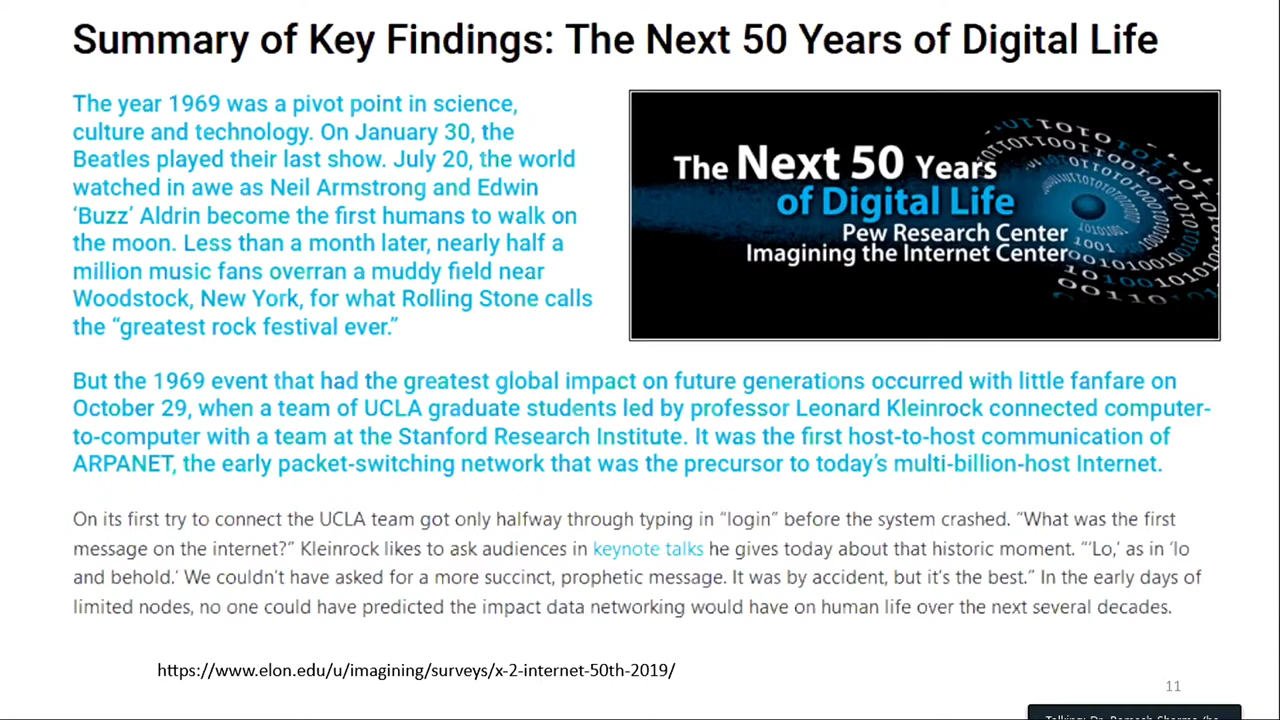 Summary of Key Findings: The Next 50 Years of Digital Life
The year 1969 was a pivot point in science,
culture and technology. On January 30, the
Beatles played their last show. July 20, the world
watched in awe as Neil Armstrong and Edwin
‘Buzz’ Aldrin become the first humans to walk on
the moon. Less than a month later, nearly half a
million music fans overran a muddy field near
Woodstock, New York, for what Rolling Stone calls
the “greatest rock festival ever.”
The Next 50 Years
of Digital Life
Pew Research Center
Imagining the Internet Center
But the 1969 event that had the greatest global impact on future generations occurred with little fanfare on
October 29, when a team of UCLA graduate students led by professor Leonard Kleinrock connected computer-
to-computer with a team at the Stanford Research Institute. It was the first host-to-host communication of
ARPANET, the early packet-switching network that was the precursor to today’s multi-billion-host Internet.
On its first try to connect the UCLA team got only halfway through typing in “login” before the system crashed. “What was the first
message on the internet?” Kleinrock likes to ask audiences in keynote talks he gives today about that historic moment. “‘Lo,’ as in ‘lo
and behold.’ We couldn’t have asked for a more succinct, prophetic message. It was by accident, but it’s the best.” In the early days of
limited nodes, no one could have predicted the impact data networking would have on human life over the next several decades.
https://www.elon.edu/u/imagining/surveys/x-2-internet-50th-2019/
11